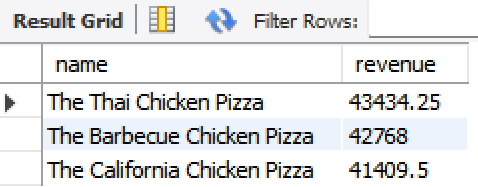 Result Grid Filter Rows:
name revenue
The Thai Chicken Pizza 43434.25
The Barbecue Chicken Pizza 42768
The California Chicken Pizza 41409.5